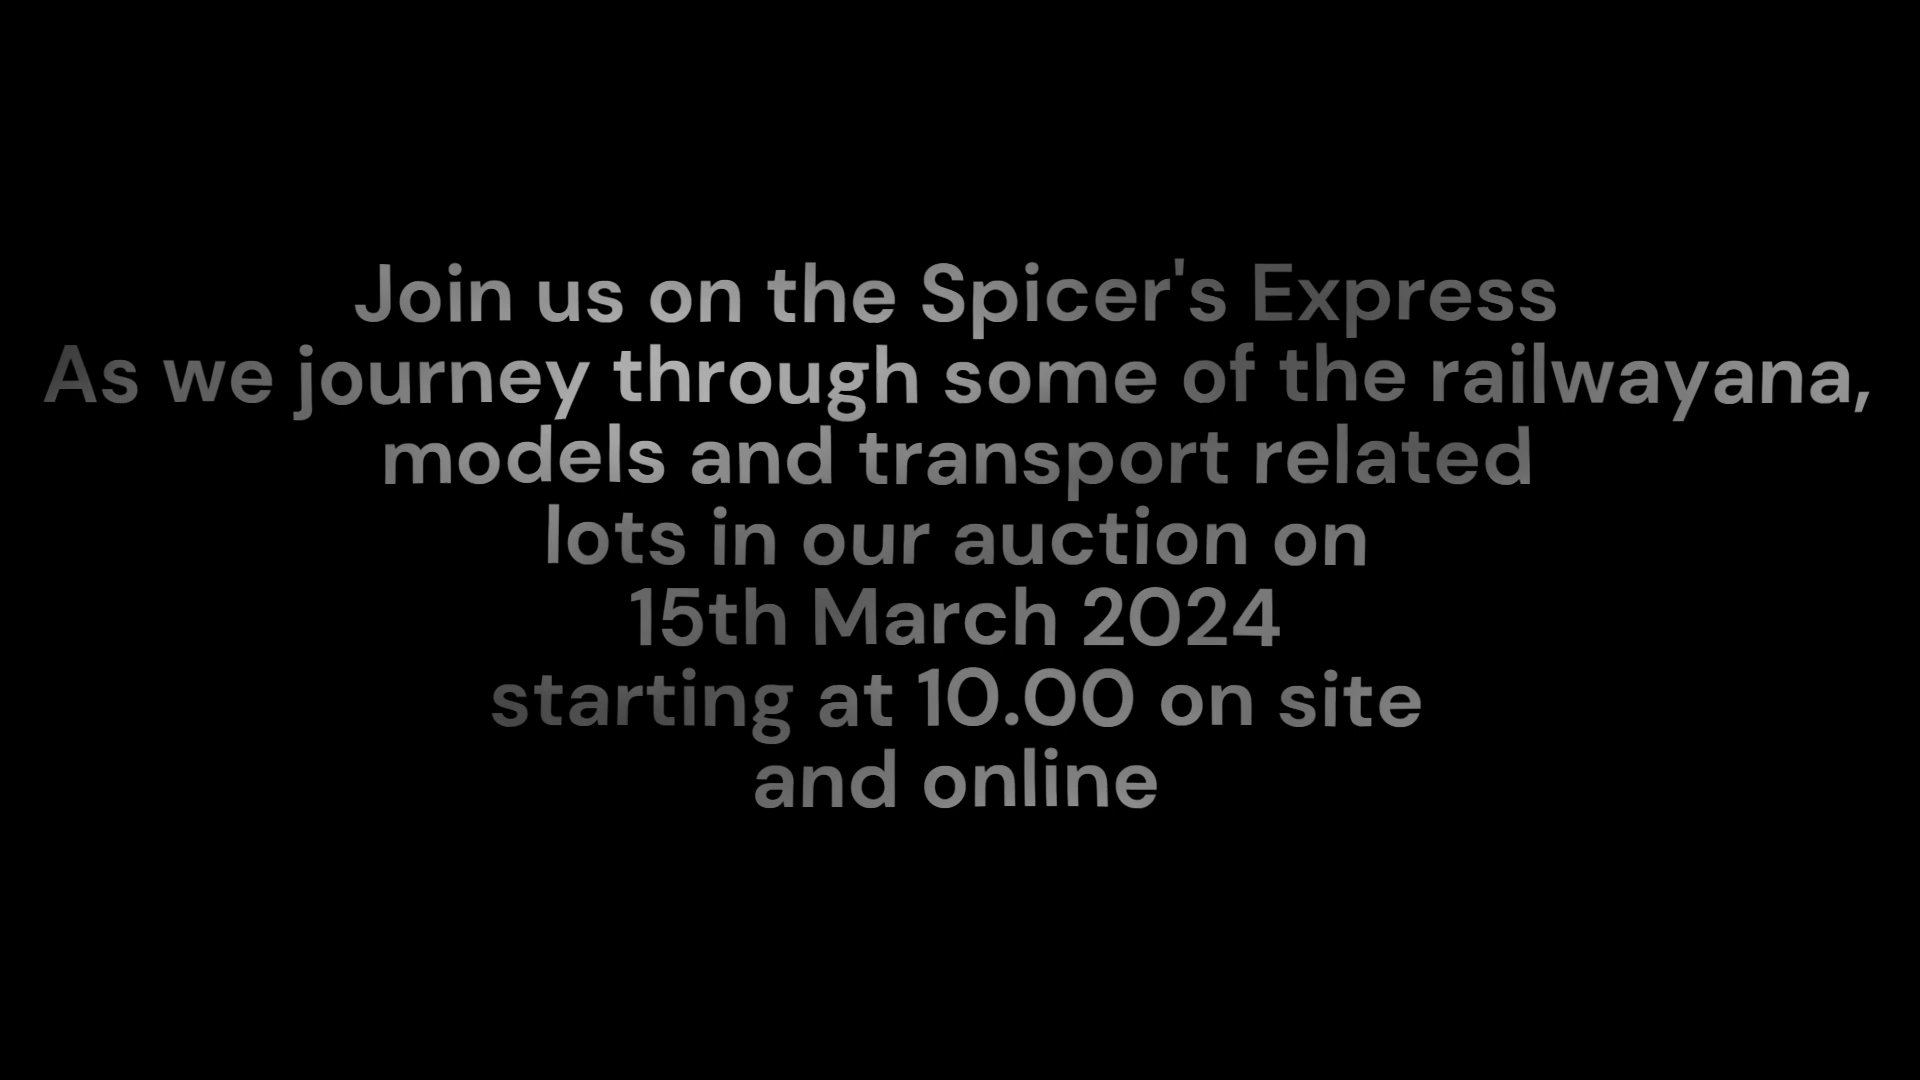 Join us on the Spicer's Express
As we journey through some of the railwayana,
models and transport related
lots in our auction on
15th March 2024
starting at 10.00 on site
and online